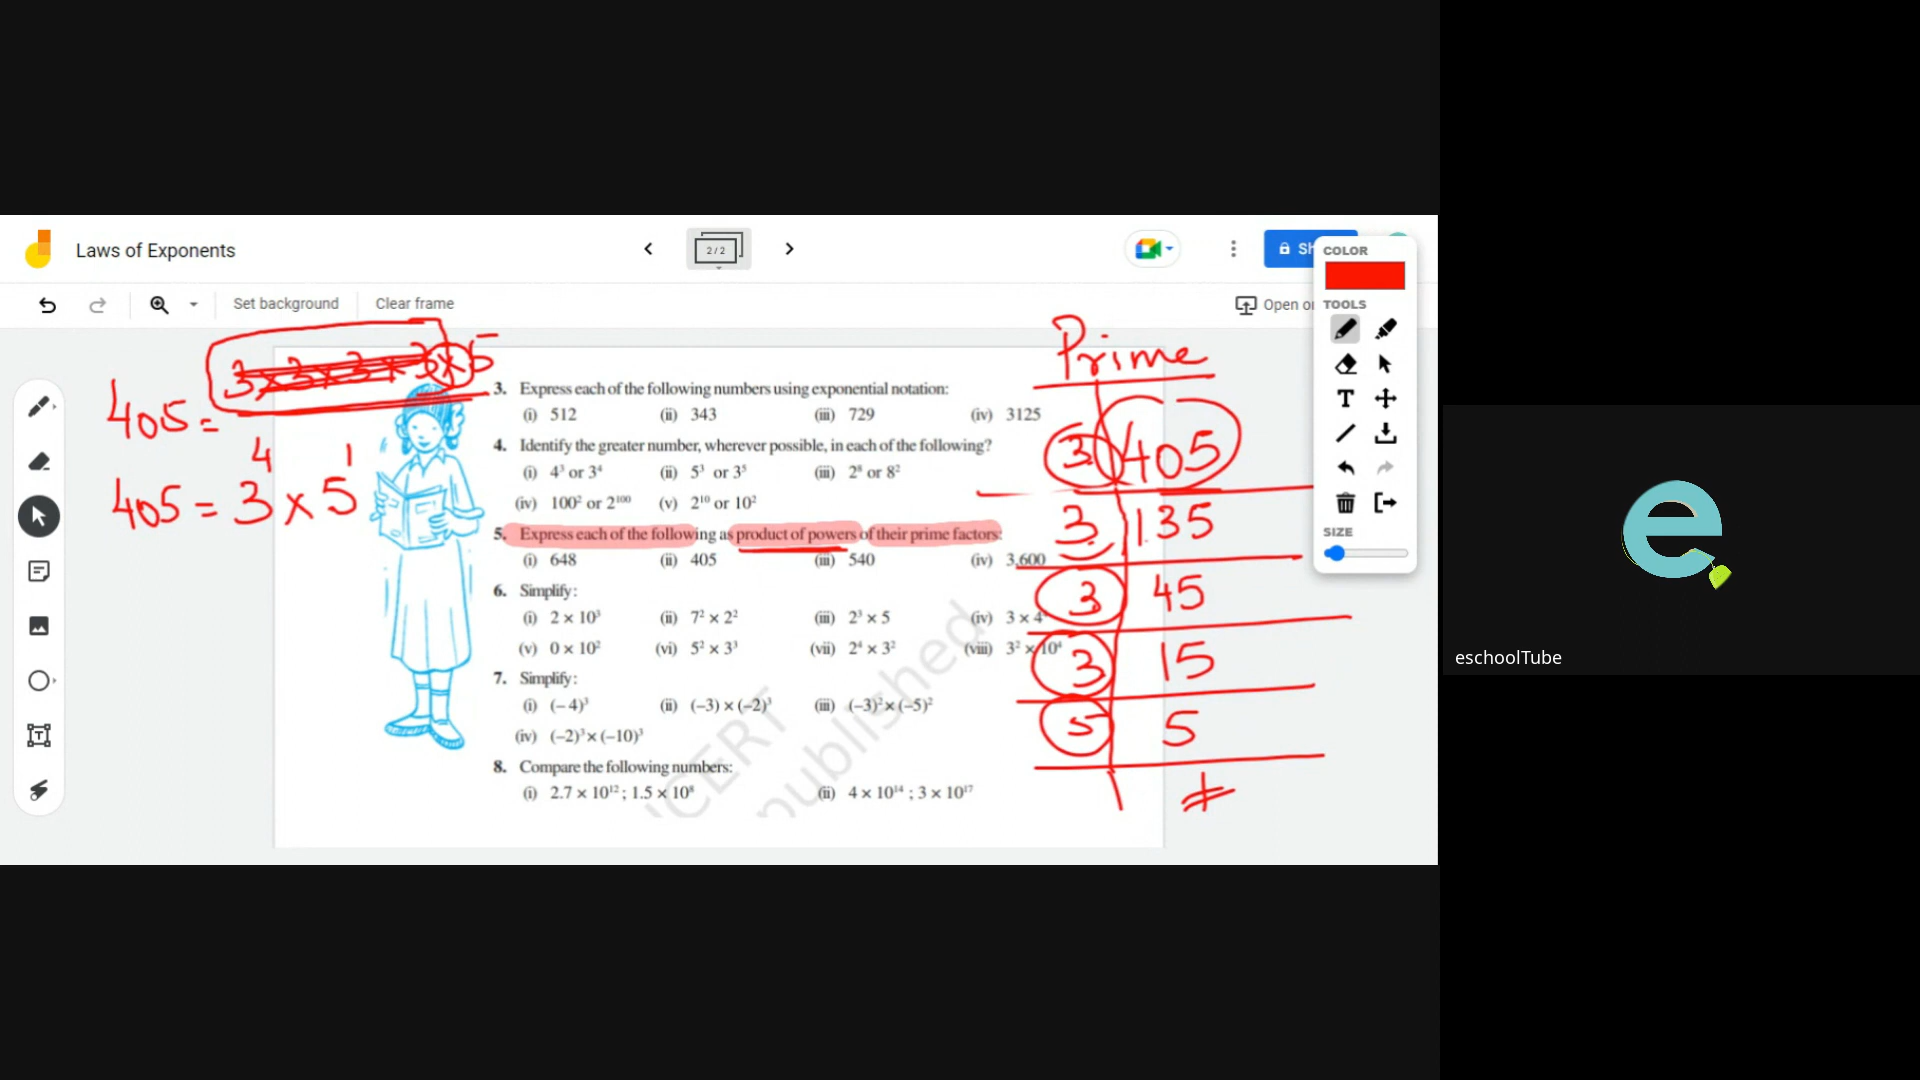 Laws of Exponents
2 / 2
Set background
Clear frame
COLOR
TOOLS
SIZE
405 = 3×3×3×3×5
405 = 3⁴ × 5¹
3. Express each of the following numbers using exponential notation:
(i) 512 (ii) 343 (iii) 729 (iv) 3125
4. Identify the greater number, wherever possible, in each of the following?
(i) 4³ or 3⁴ (ii) 5³ or 3⁵ (iii) 2⁸ or 8²
(iv) 100² or 2¹⁰⁰ (v) 2¹⁰ or 10²
5. Express each of the following as product of powers of their prime factors:
(i) 648 (ii) 405 (iii) 540 (iv) 3,600
6. Simplify:
(i) 2 × 10³ (ii) 7² × 2² (iii) 2³ × 5 (iv) 3 × 4⁴
(v) 0 × 10² (vi) 5² × 3³ (vii) 2⁴ × 3² (viii) 3² × 10⁴
7. Simplify:
(i) (–4)³ (ii) (–3) × (–2)³ (iii) (–3)² × (–5)²
(iv) (–2)³ × (–10)³
8. Compare the following numbers:
(i) 2.7 × 10¹² ; 1.5 × 10⁸ (ii) 4 × 10¹⁴ ; 3 × 10¹⁷
published
Prime
3 405
3 135
3 45
3 15
5 5
1
eschoolTube